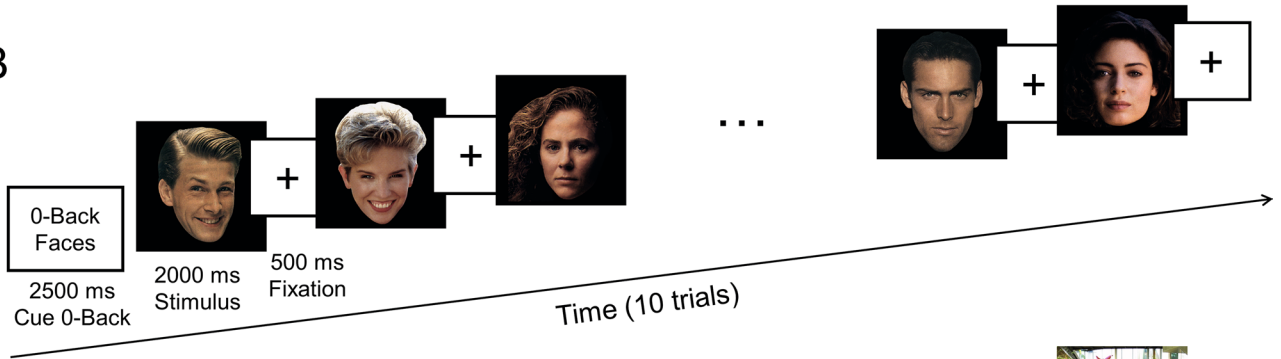 B
0-Back
Faces
2500 ms
Cue 0-Back
2000 ms
Stimulus
+
500 ms
Fixation
+
...
+
+
Time (10 trials)